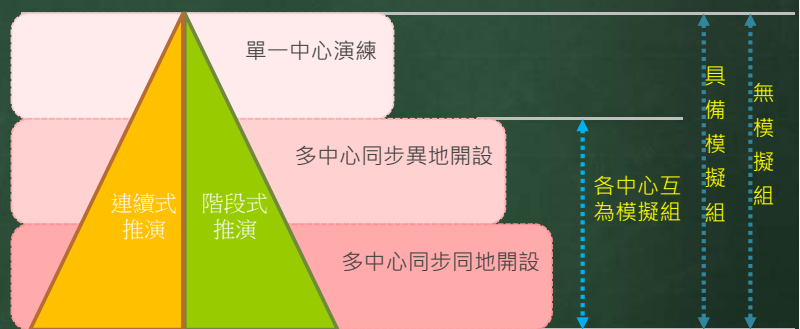 單一中心演練
多中心同步異地開設
多中心同步同地開設
連續式
推演
階段式
推演
各中心互
為模擬組
具備模擬組
無模擬組